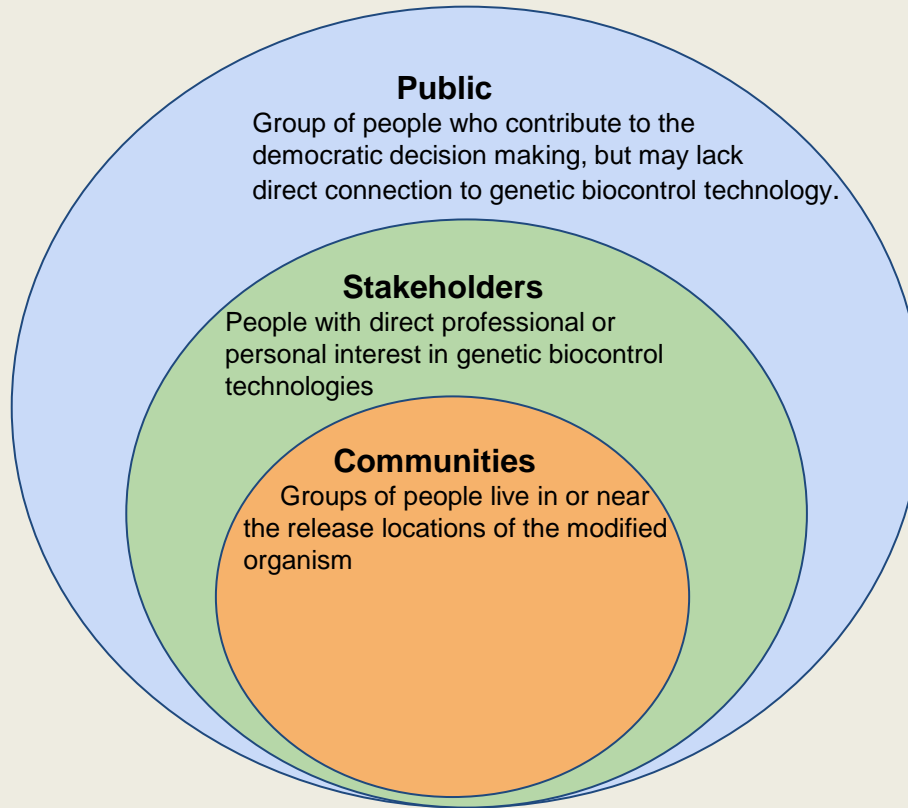 Public
Group of people who contribute to the
democratic decision making, but may lack
direct connection to genetic biocontrol technology.
Stakeholders
People with direct professional or
personal interest in genetic biocontrol
technologies
Communities
Groups of people live in or near
the release locations of the modified
organism